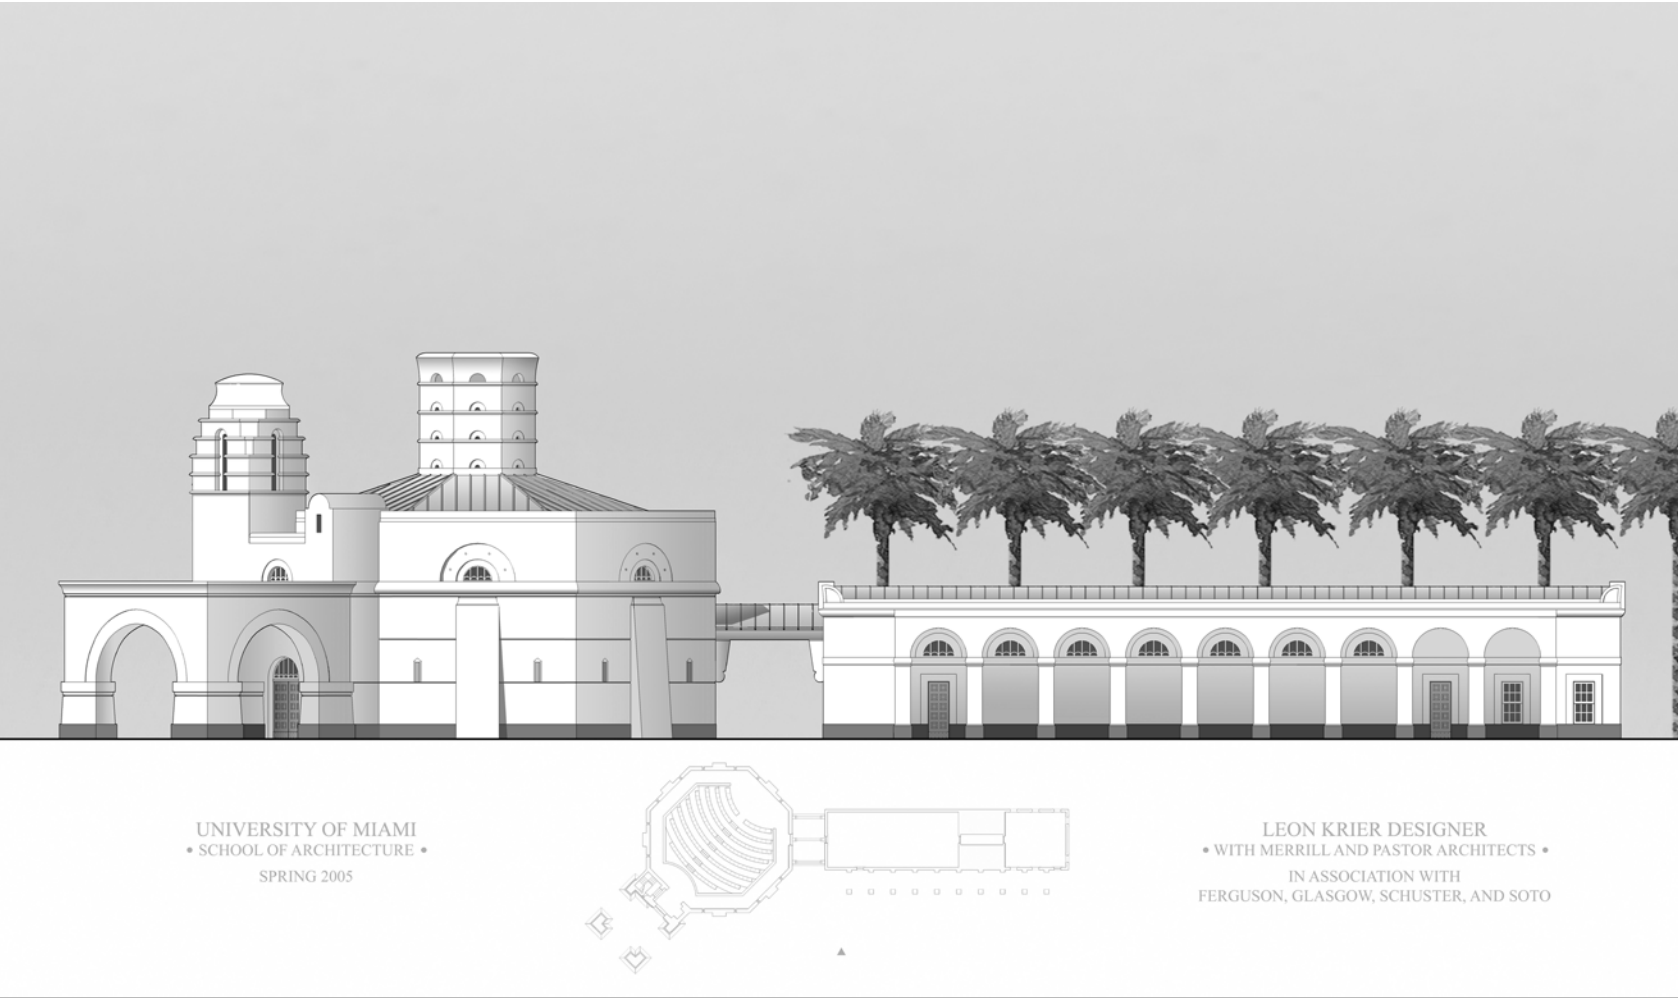 UNIVERSITY OF MIAMI
• SCHOOL OF ARCHITECTURE •
SPRING 2005
LEON KRIER DESIGNER
• WITH MERRILL AND PASTOR ARCHITECTS •
IN ASSOCIATION WITH
FERGUSON, GLASGOW, SCHUSTER, AND SOTO